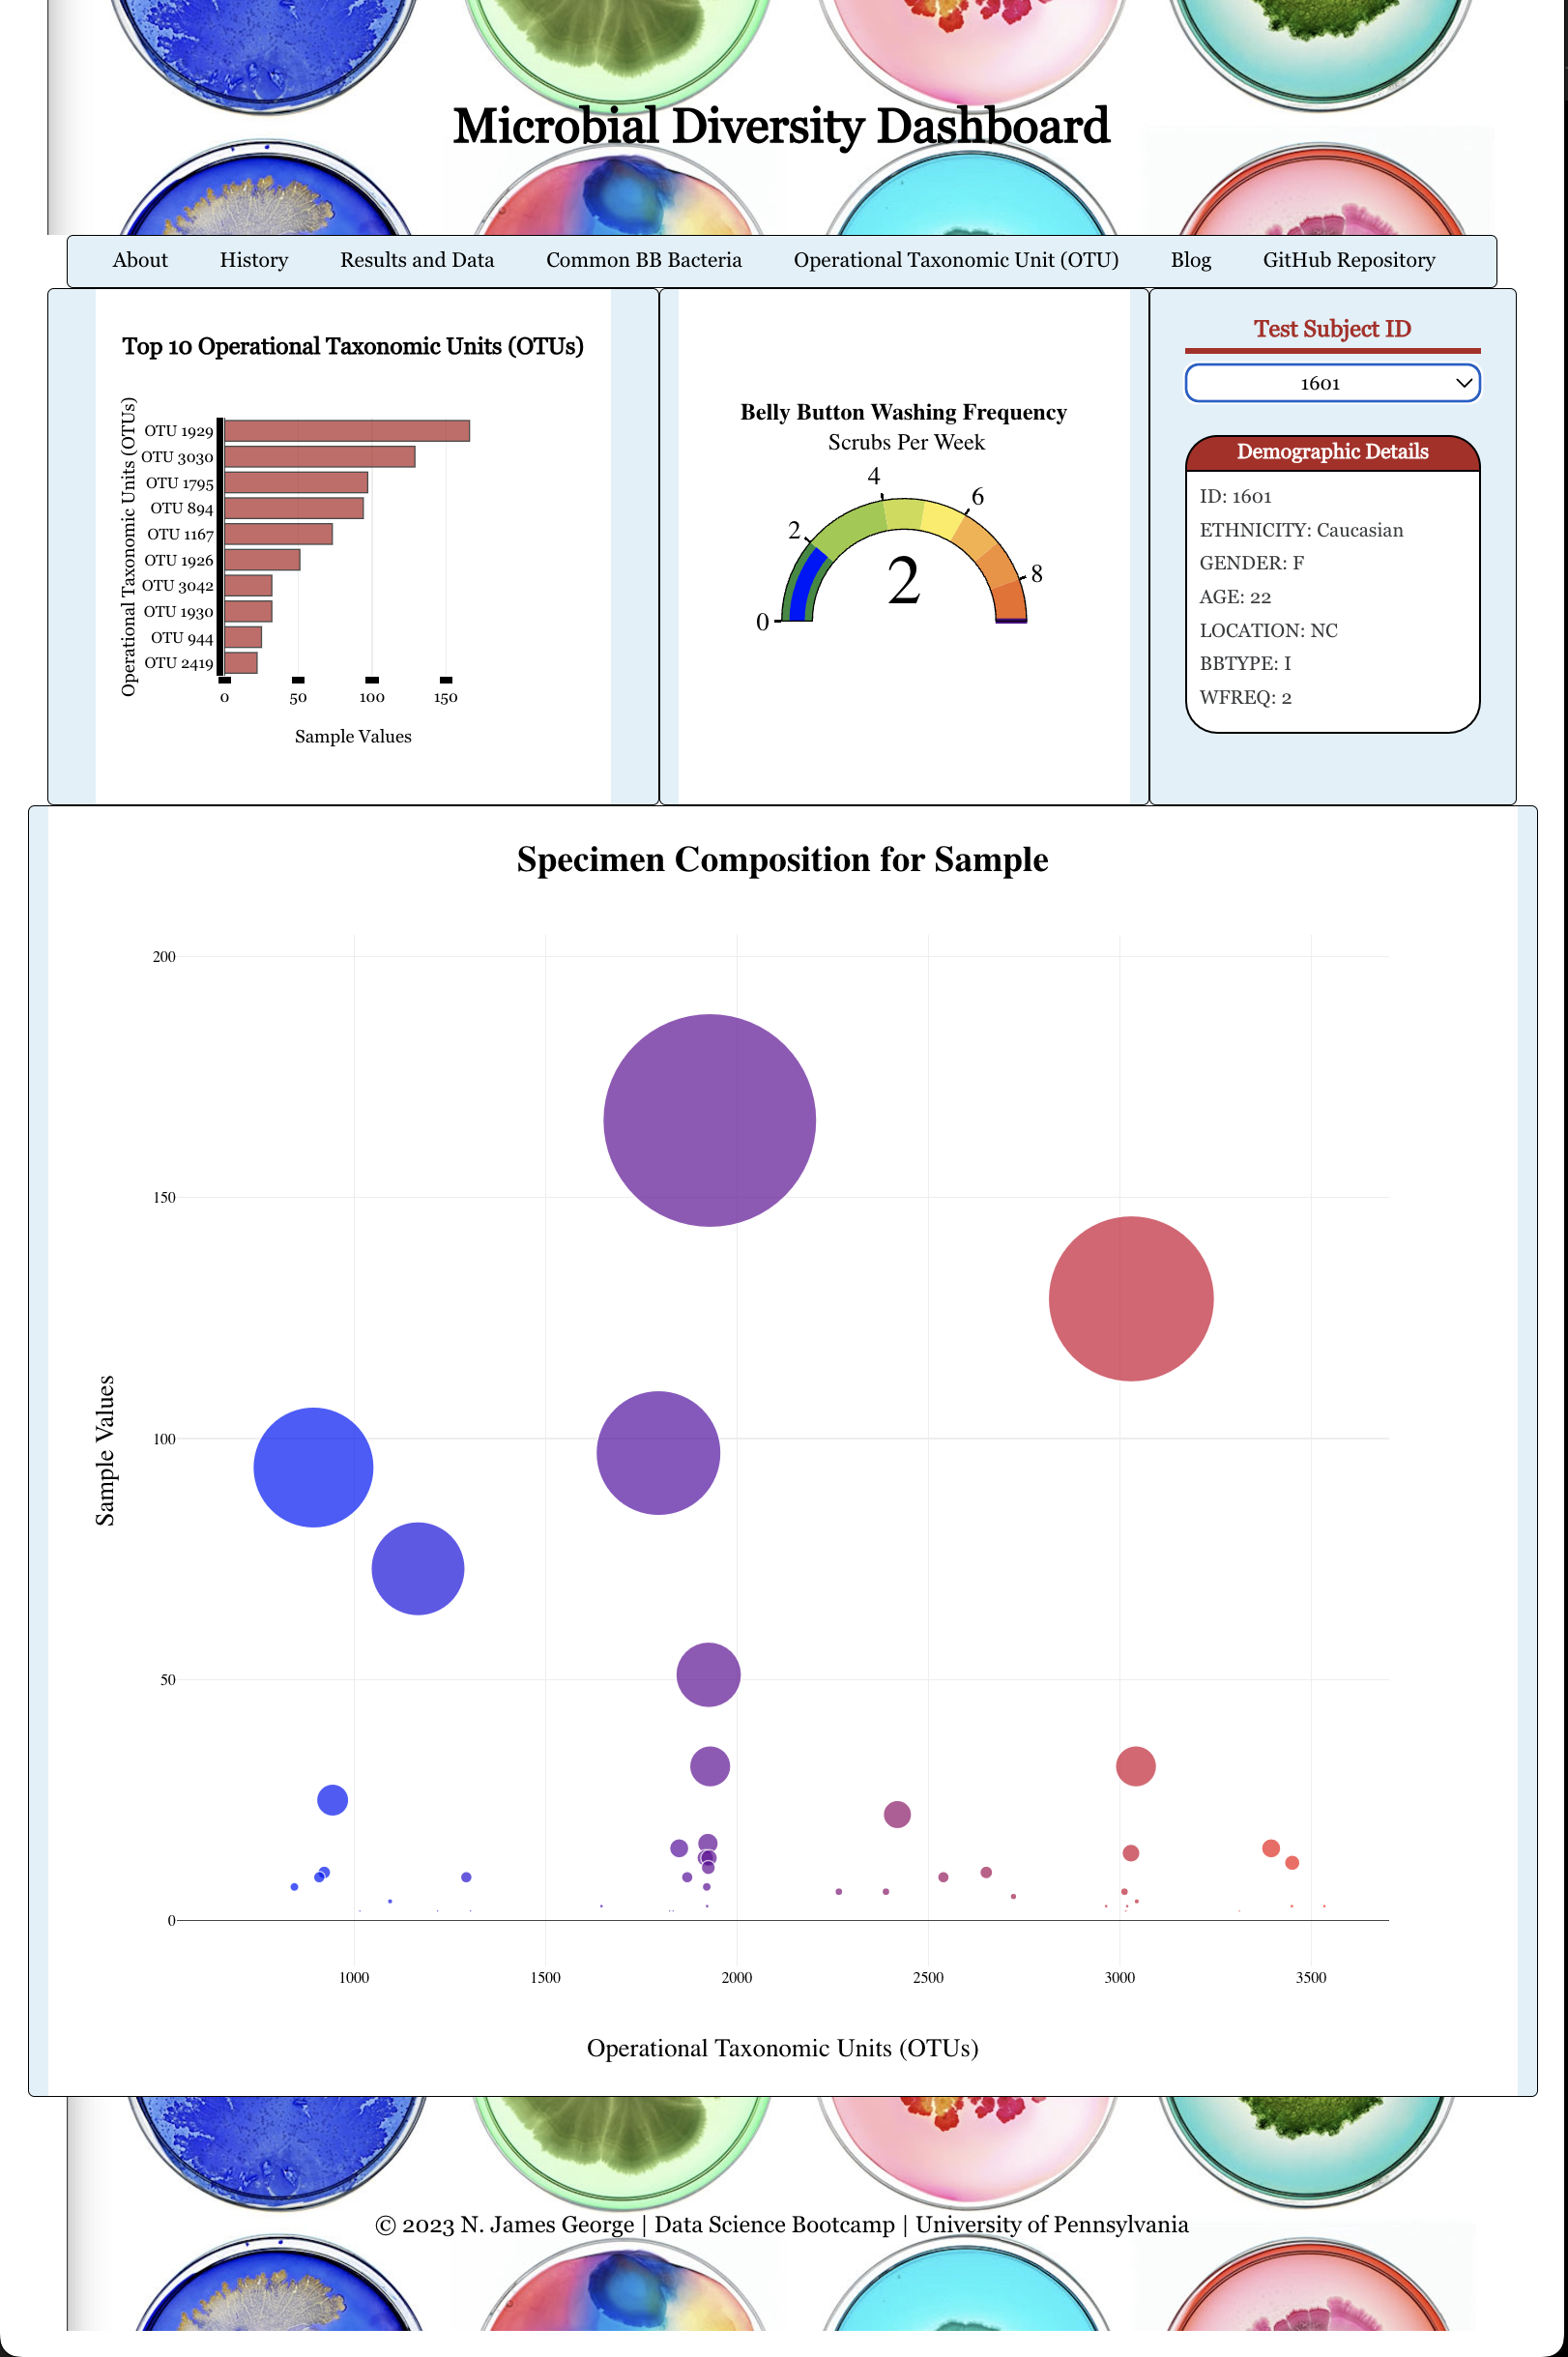 Microbial Diversity Dashboard
About History Results and Data Common BB Bacteria Operational Taxonomic Unit (OTU) Blog GitHub Repository
Top 10 Operational Taxonomic Units (OTUs)
Operational Taxonomic Units (OTUs)
OTU 1929
OTU 3030
OTU 1795
OTU 894
OTU 1167
OTU 1926
OTU 3042
OTU 1930
OTU 944
OTU 2419
0 50 100 150
Sample Values
Belly Button Washing Frequency
Scrubs Per Week
0 2 4 6 8
2
Test Subject ID
1601
Demographic Details
ID: 1601
ETHNICITY: Caucasian
GENDER: F
AGE: 22
LOCATION: NC
BBTYPE: I
WFREQ: 2
Specimen Composition for Sample
Sample Values
200
150
100
50
0
1000 1500 2000 2500 3000 3500
Operational Taxonomic Units (OTUs)
© 2023 N. James George | Data Science Bootcamp | University of Pennsylvania